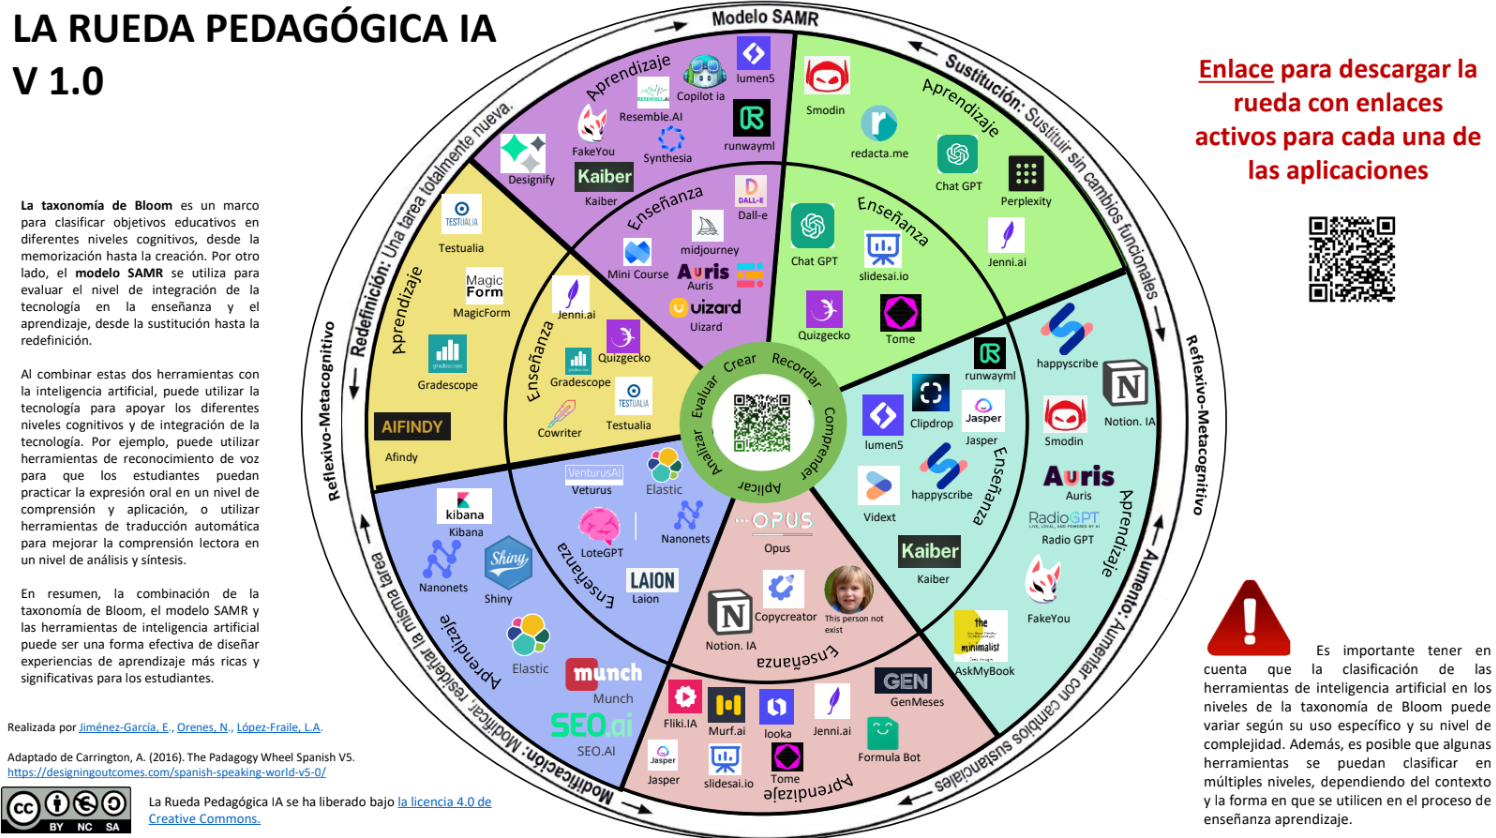 LA RUEDA PEDAGÓGICA IA
V 1.0
La taxonomía de Bloom es un marco
para clasificar objetivos educativos en
diferentes niveles cognitivos, desde la
memorización hasta la creación. Por otro
lado, el modelo SAMR se utiliza para
evaluar el nivel de integración de la
tecnología en la enseñanza y el
aprendizaje, desde la sustitución hasta la
redefinición.
Al combinar estas dos herramientas con
la inteligencia artificial, puede utilizar la
tecnología para apoyar los diferentes
niveles cognitivos y de integración de la
tecnología. Por ejemplo, puede utilizar
herramientas de reconocimiento de voz
para que los estudiantes puedan
practicar la expresión oral en un nivel de
comprensión y aplicación, o utilizar
herramientas de traducción automática
para mejorar la comprensión lectora en
un nivel de análisis y síntesis.
En resumen, la combinación de la
taxonomía de Bloom, el modelo SAMR y
las herramientas de inteligencia artificial
puede ser una forma efectiva de diseñar
experiencias de aprendizaje más ricas y
significativas para los estudiantes.
Realizada por Jiménez-García, E., Orenes, N., López-Fraile, L.A.
Adaptado de Carrington, A. (2016). The Padagogy Wheel Spanish V5.
https://designingoutcomes.com/spanish-speaking-world-v5-0/
cc
BY NC SA
La Rueda Pedagógica IA se ha liberado bajo la licencia 4.0 de
Creative Commons.
Modelo SAMR
Sustitución: Sustituir sin cambios funcionales
Reflexivo-Metacognitivo
Aumento: Aumentar con cambios sustanciales
Modificación: Modificar, rediseñar la misma tarea
Reflexivo-Metacognitivo
Redefinición: Una tarea totalmente nueva.
Recordar
Comprender
Aplicar
Analizar
Evaluar
Crear
Aprendizaje
lumen5
Copilot ia
RESEMBLE.AI
Resemble.AI
FakeYou
Synthesia
runwayml
Designify
Kaiber
Kaiber
Enseñanza
DALL-E
Dall-e
midjourney
Mini Course
Auris
Auris
uizard
Uizard
Aprendizaje
Smodin
redacta.me
Chat GPT
Perplexity
Jenni.ai
Enseñanza
Chat GPT
slidesai.io
Quizgecko
Tome
Aprendizaje
happyscribe
Notion. IA
Smodin
Auris
Auris
RadioGPT
Radio GPT
FakeYou
the
minimalist
AskMyBook
Enseñanza
runwayml
Clipdrop
lumen5
Jasper
Jasper
happyscribe
Vidext
Kaiber
Kaiber
Enseñanza
OPUS
Opus
Notion. IA
Copycreator
This person not
exist
Aprendizaje
Fliki.IA
Murf.ai
looka
Jenni.ai
GEN
GenMeses
Formula Bot
Jasper
Jasper
slidesai.io
Tome
Enseñanza
VenturusAI
Veturus
Elastic
LoteGPT
Nanonets
LAION
Laion
Aprendizaje
kibana
Kibana
Nanonets
Shiny
Shiny
Elastic
munch
Munch
SEO.ai
SEO.AI
Aprendizaje
TESTUALIA
Testualia
Magic
Form
MagicForm
gradescope
Gradescope
AIFINDY
Afindy
Enseñanza
Jenni.ai
Quizgecko
gradescope
Gradescope
TESTUALIA
Testualia
Cowriter
Enlace para descargar la
rueda con enlaces
activos para cada una de
las aplicaciones
Es importante tener en
cuenta que la clasificación de las
herramientas de inteligencia artificial en los
niveles de la taxonomía de Bloom puede
variar según su uso específico y su nivel de
complejidad. Además, es posible que algunas
herramientas se puedan clasificar en
múltiples niveles, dependiendo del contexto
y la forma en que se utilicen en el proceso de
enseñanza aprendizaje.